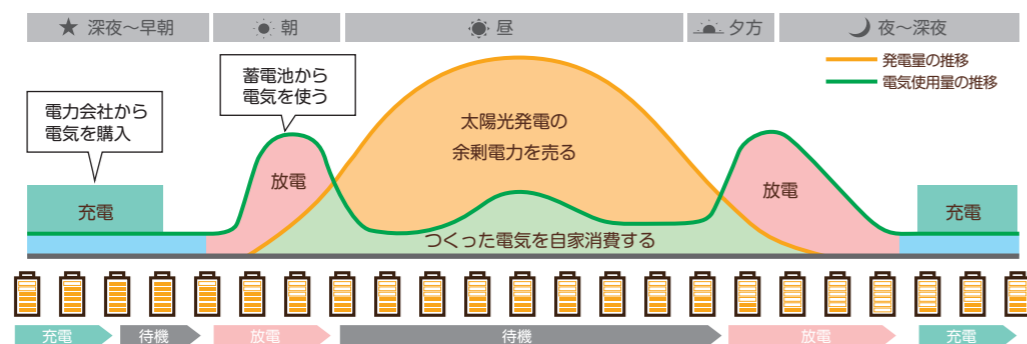 ★ 深夜〜早朝
朝
昼
夕方
夜〜深夜
発電量の推移
電気使用量の推移
蓄電池から
電気を使う
電力会社から
電気を購入
太陽光発電の
余剰電力を売る
放電
放電
充電
充電
つくった電気を自家消費する
充電
待機
放電
待機
放電
充電